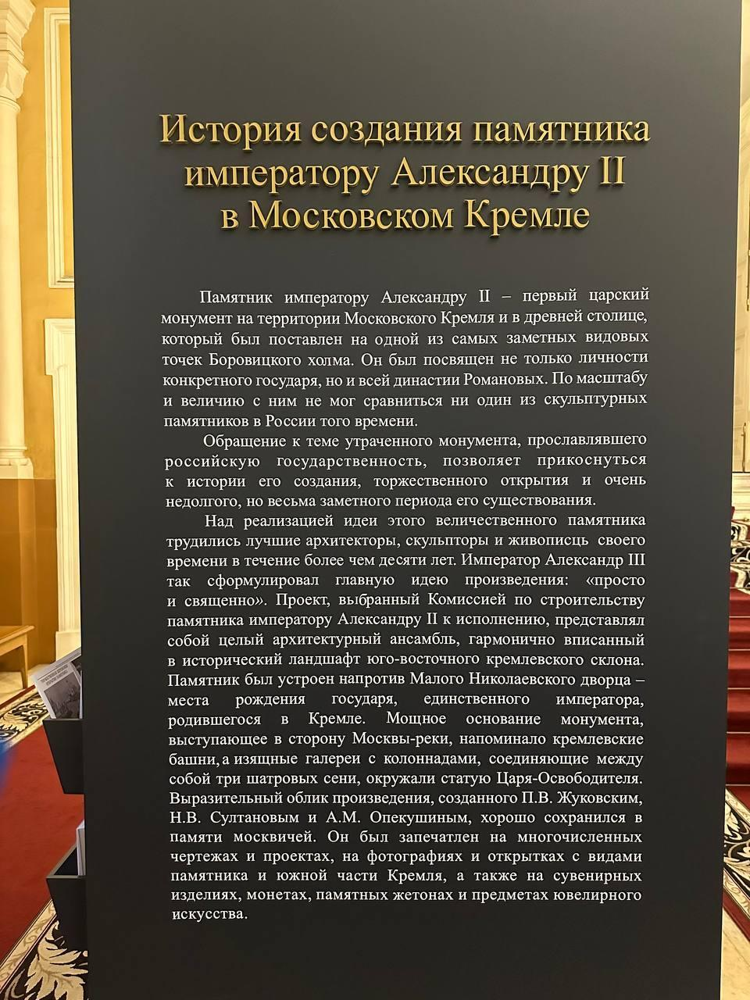 История создания памятника
императору Александру II
в Московском Кремле
Памятник императору Александру II – первый царский
монумент на территории Московского Кремля и в древней столице,
который был поставлен на одной из самых заметных видовых
точек Боровицкого холма. Он был посвящен не только личности
конкретного государя, но и всей династии Романовых. По масштабу
и величию с ним не мог сравниться ни один из скульптурных
памятников в России того времени.
Обращение к теме утраченного монумента, прославлявшего
российскую государственность, позволяет прикоснуться
к истории его создания, торжественного открытия и очень
недолгого, но весьма заметного периода его существования.
Над реализацией идеи этого величественного памятника
трудились лучшие архитекторы, скульпторы и живописць своего
времени в течение более чем десяти лет. Император Александр III
так сформулировал главную идею произведения: «просто
и священно». Проект, выбранный Комиссией по строительству
памятника императору Александру II к исполнению, представлял
собой целый архитектурный ансамбль, гармонично вписанный
в исторический ландшафт юго-восточного кремлевского склона.
Памятник был устроен напротив Малого Николаевского дворца –
места рождения государя, единственного императора,
родившегося в Кремле. Мощное основание монумента,
выступающее в сторону Москвы-реки, напоминало кремлевские
башни, а изящные галереи с колоннадами, соединяющие между
собой три шатровых сени, окружали статую Царя-Освободителя.
Выразительный облик произведения, созданного П.В. Жуковским,
Н.В. Султановым и А.М. Опекушиным, хорошо сохранился в
памяти москвичей. Он был запечатлен на многочисленных
чертежах и проектах, на фотографиях и открытках с видами
памятника и южной части Кремля, а также на сувенирных
изделиях, монетах, памятных жетонах и предметах ювелирного
искусства.